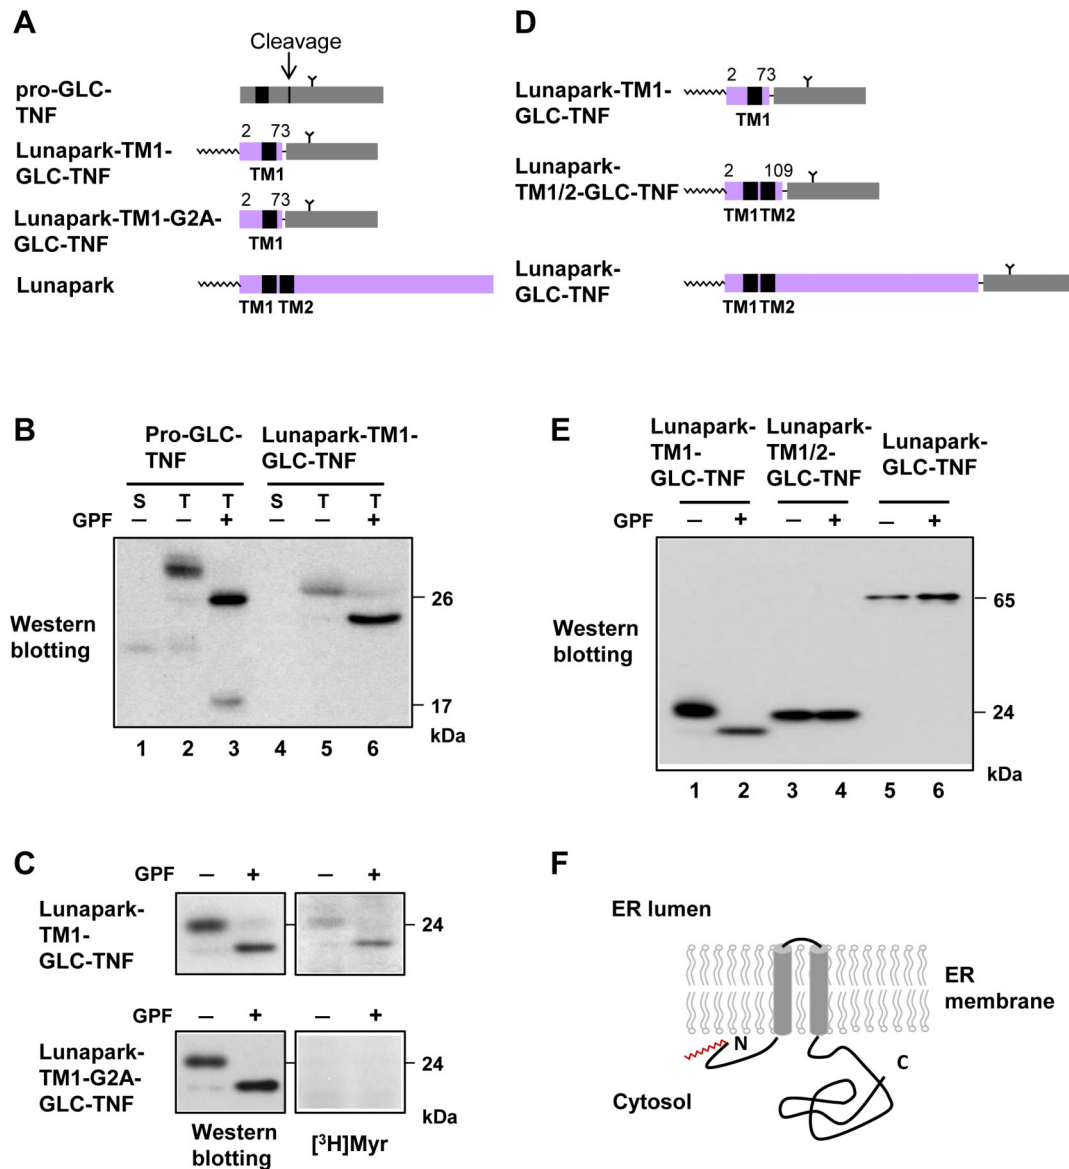 A
Cleavage
pro-GLC-
TNF
2 73
Lunapark-TM1-
GLC-TNF
TM1
2 73
Lunapark-TM1-G2A-
GLC-TNF
TM1
Lunapark
TM1 TM2
D
2 73
Lunapark-TM1-
GLC-TNF
TM1
2 109
Lunapark-
TM1/2-GLC-TNF
TM1 TM2
Lunapark-
GLC-TNF
TM1 TM2
B
Pro-GLC-
TNF
Lunapark-TM1-
GLC-TNF
S T T S T T
GPF – – + – – +
26
Western
blotting
17
kDa
1 2 3 4 5 6
E
Lunapark-
TM1-
GLC-TNF
Lunapark-
TM1/2-
GLC-TNF
Lunapark-
GLC-TNF
GPF – + – + – +
65
Western
blotting
24
kDa
1 2 3 4 5 6
C
GPF – + – +
Lunapark-
TM1-
GLC-TNF
24
GPF – + – +
Lunapark-
TM1-G2A-
GLC-TNF
24
kDa
Western
blotting
[³H]Myr
F
ER lumen
ER
membrane
N
C
Cytosol